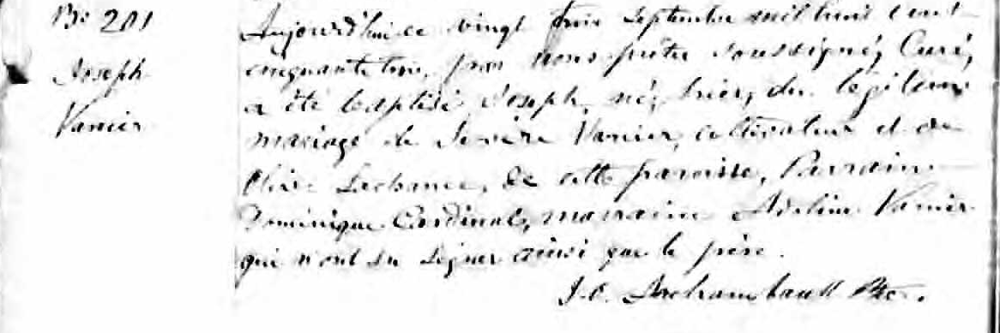 B: 201
Joseph
Vanier
Aujourd'hui ce vingt trois Septembre mil huit cent
cinquante trois, par nous prêtre soussigné, Curé,
a été baptisé Joseph, né hier, du légitime
mariage de Sévère Vanier, cultivateur et de
Olive Lachance, de cette paroisse, Parrain
Dominique Cardinal, marraine Adeline Vanier
qui n'ont su signer ainsi que le père.
Archambault Ptre.